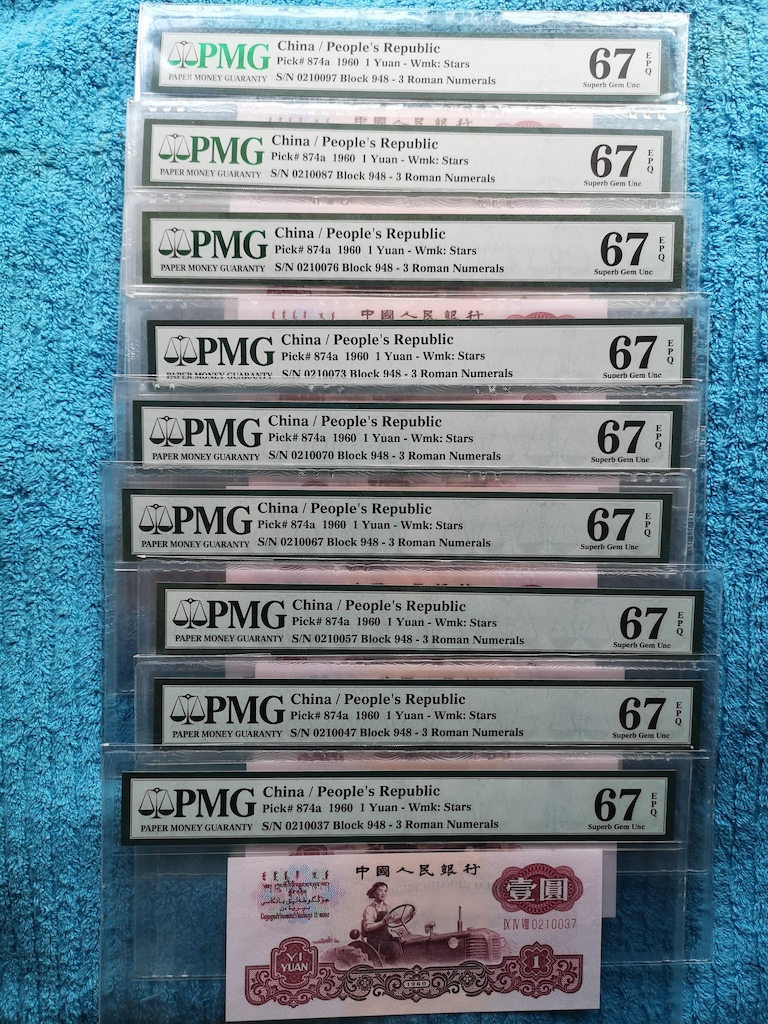 PMG
PAPER MONEY GUARANTY
China / People's Republic
Pick# 874a 1960 1 Yuan - Wmk: Stars
S/N 0210097 Block 948 - 3 Roman Numerals
67 EPQ
Superb Gem Unc
PMG
PAPER MONEY GUARANTY
China / People's Republic
Pick# 874a 1960 1 Yuan - Wmk: Stars
S/N 0210087 Block 948 - 3 Roman Numerals
67 EPQ
Superb Gem Unc
PMG
PAPER MONEY GUARANTY
China / People's Republic
Pick# 874a 1960 1 Yuan - Wmk: Stars
S/N 0210076 Block 948 - 3 Roman Numerals
67 EPQ
Superb Gem Unc
中國人民銀行
PMG
PAPER MONEY GUARANTY
China / People's Republic
Pick# 874a 1960 1 Yuan - Wmk: Stars
S/N 0210073 Block 948 - 3 Roman Numerals
67 EPQ
Superb Gem Unc
PMG
PAPER MONEY GUARANTY
China / People's Republic
Pick# 874a 1960 1 Yuan - Wmk: Stars
S/N 0210070 Block 948 - 3 Roman Numerals
67 EPQ
Superb Gem Unc
PMG
PAPER MONEY GUARANTY
China / People's Republic
Pick# 874a 1960 1 Yuan - Wmk: Stars
S/N 0210067 Block 948 - 3 Roman Numerals
67 EPQ
Superb Gem Unc
PMG
PAPER MONEY GUARANTY
China / People's Republic
Pick# 874a 1960 1 Yuan - Wmk: Stars
S/N 0210057 Block 948 - 3 Roman Numerals
67 EPQ
Superb Gem Unc
PMG
PAPER MONEY GUARANTY
China / People's Republic
Pick# 874a 1960 1 Yuan - Wmk: Stars
S/N 0210047 Block 948 - 3 Roman Numerals
67 EPQ
Superb Gem Unc
PMG
PAPER MONEY GUARANTY
China / People's Republic
Pick# 874a 1960 1 Yuan - Wmk: Stars
S/N 0210037 Block 948 - 3 Roman Numerals
67 EPQ
Superb Gem Unc
中國人民銀行
壹圓
IX IV VIII 0210037
YI
YUAN
1
1960